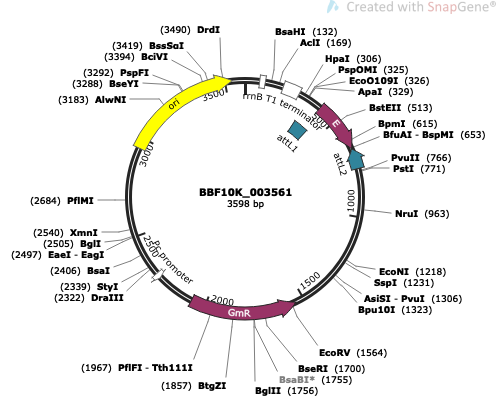 Created with SnapGene®
(3490) DrdI
BsaHI (132)
(3419) BssSαI
AclI (169)
(3394) BciVI
HpaI (306)
(3292) PspFI
PspOMI (325)
(3288) BseYI
EcoO109I (326)
ApaI (329)
(3183) AlwNI
BstEII (513)
BpmI (615)
BfuAI - BspMI (653)
PvuII (766)
PstI (771)
(2684) PflMI
NruI (963)
(2540) XmnI
(2505) BglI
(2497) EaeI - EagI
(2406) BsaI
(2339) StyI
(2322) DraIII
EcoNI (1218)
SspI (1231)
AsiSI - PvuI (1306)
Bpu10I (1323)
EcoRV (1564)
(1967) PflFI - Tth111I
BseRI (1700)
BsaBI* (1755)
(1857) BtgZI
BglII (1756)
rrnB T1 terminator
ori
attL1
attL2
Pc promoter
GmR
500
1000
1500
2000
2500
3000
3500
BBF10K_003561
3598 bp